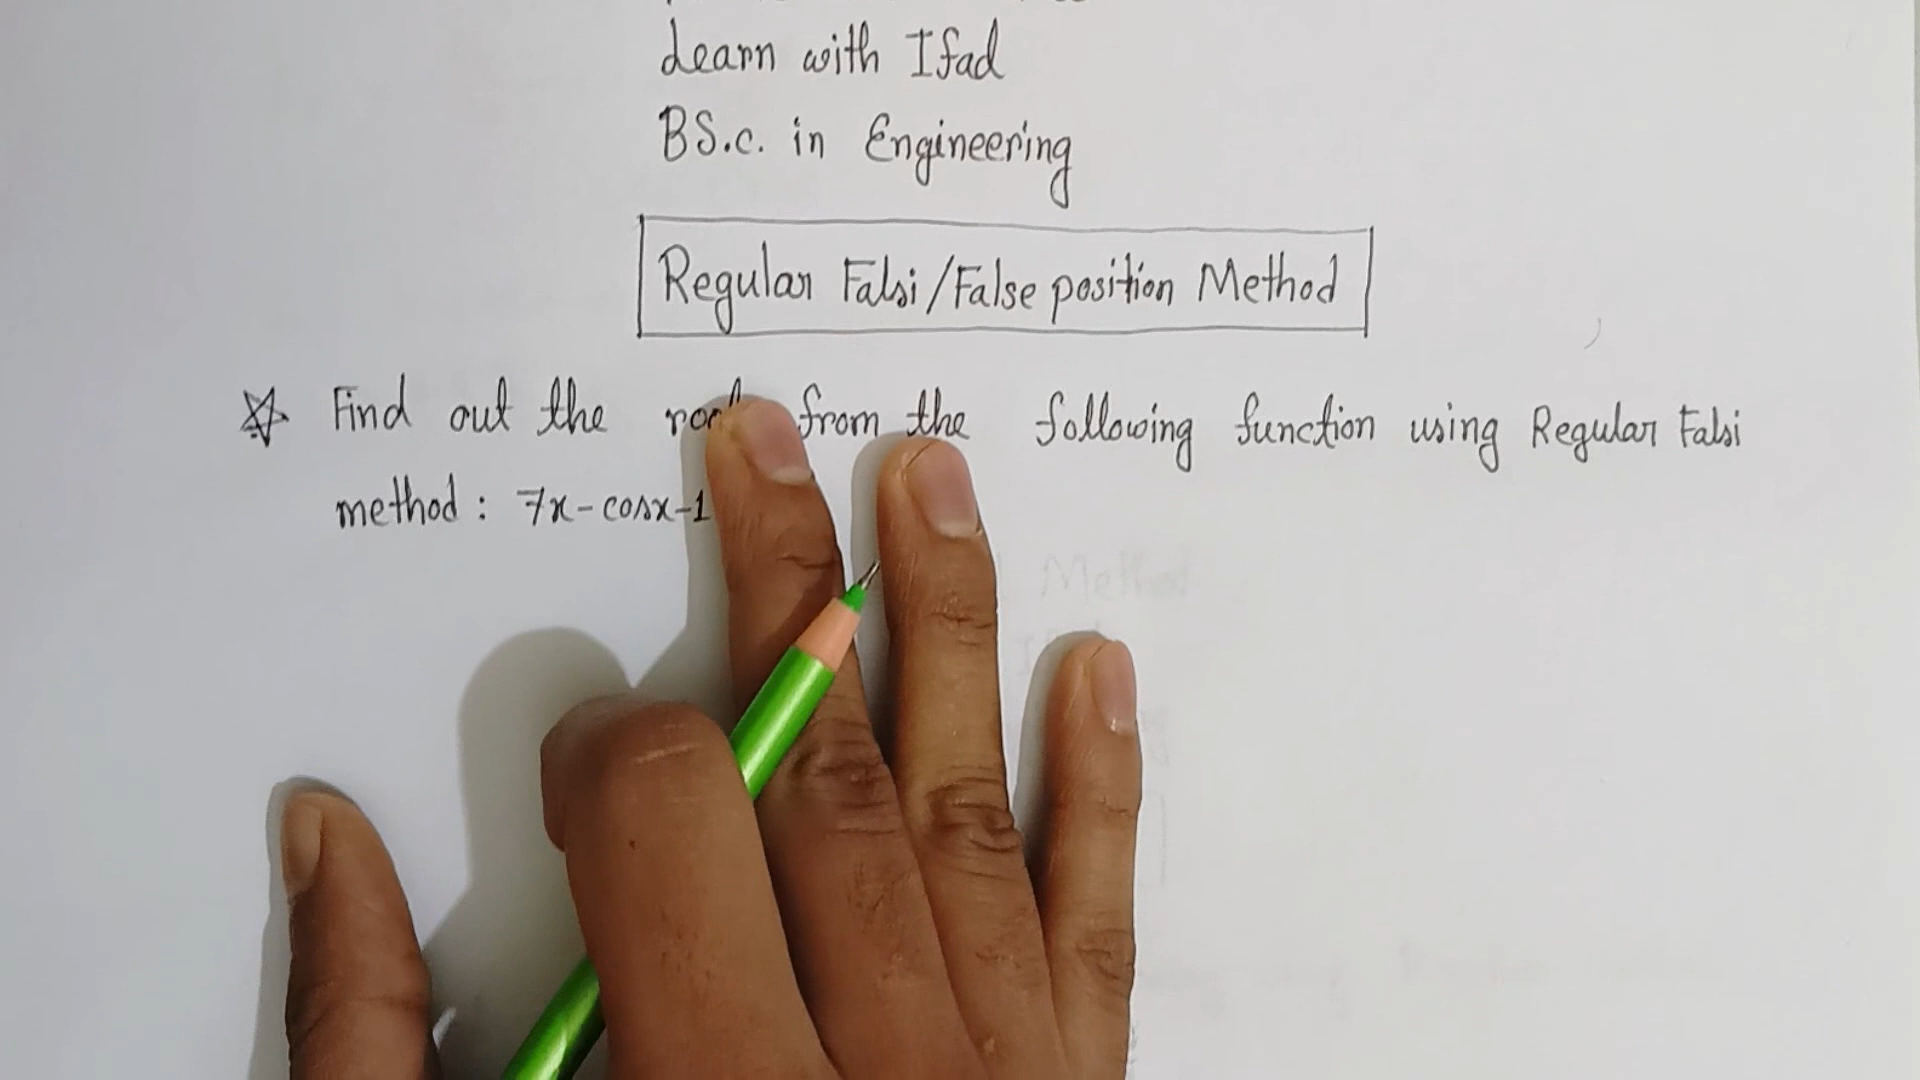 Learn with Ifad
BS.c. in Engineering
Regular Falsi/False position Method
Find out the from the following function using Regular Falsi
method: 7x-cosx-1